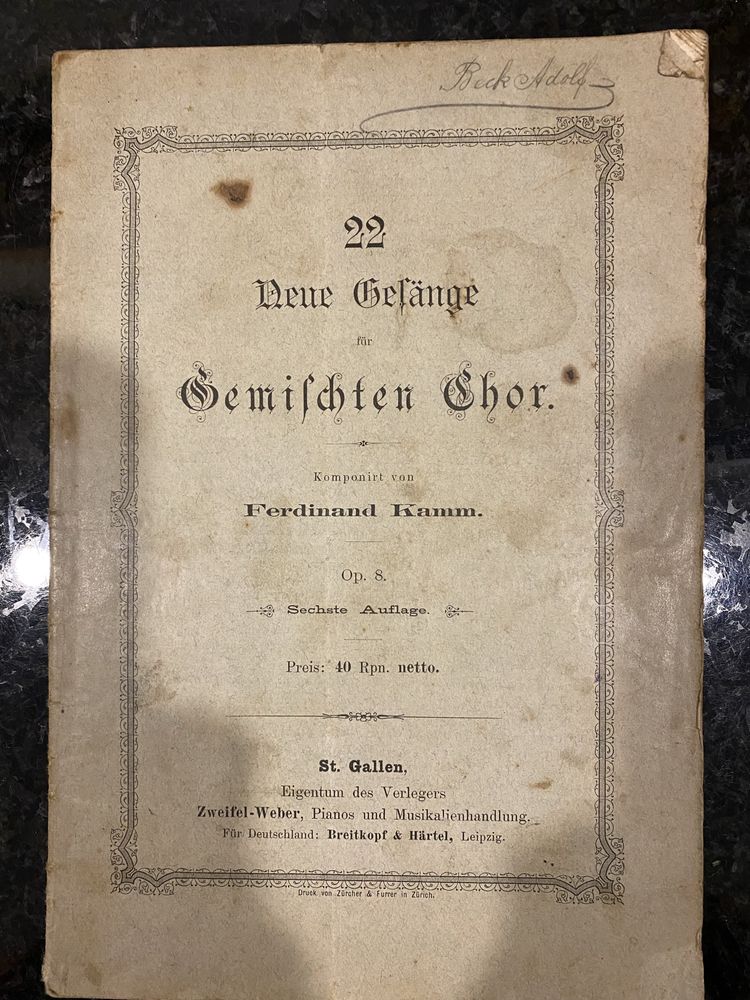 Beck Adolf
22
Neue Geſänge
für
Gemiſchten Chor.
Komponirt von
Ferdinand Kamm.
Op. 8.
Sechste Auflage.
Preis: 40 Rpn. netto.
St. Gallen,
Eigentum des Verlegers
Zweifel-Weber, Pianos und Musikalienhandlung.
Für Deutschland: Breitkopf & Härtel, Leipzig.
Druck von Zürcher & Furrer in Zürich.